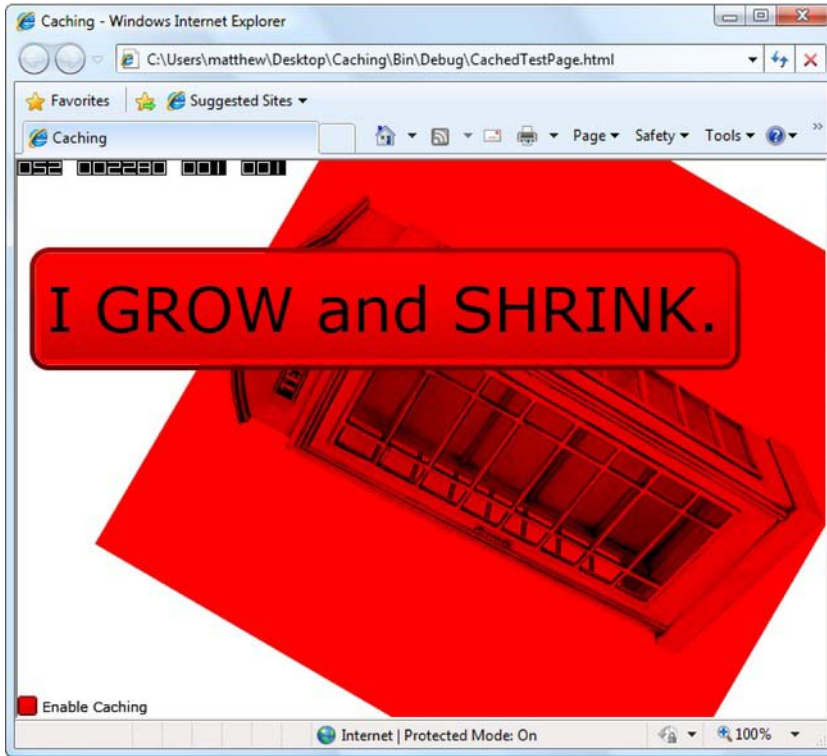 Caching - Windows Internet Explorer
C:\Users\matthew\Desktop\Caching\Bin\Debug\CachedTestPage.html
Favorites Suggested Sites
Caching Page Safety Tools
052 002280 001 001
I GROW and SHRINK.
Enable Caching
Internet | Protected Mode: On 100%